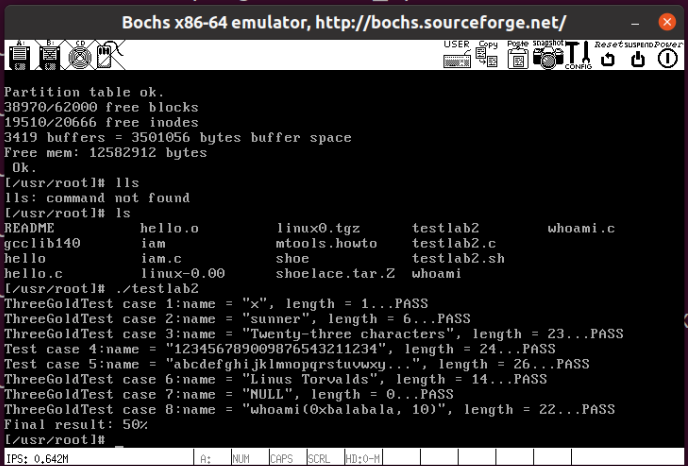 Bochs x86-64 emulator, http://bochs.sourceforge.net/
A: B: CD USER Copy Paste snapshot CONFIG Reset SUSPEND Power
Partition table ok.
38970/62000 free blocks
19510/20666 free inodes
3419 buffers = 3501056 bytes buffer space
Free mem: 12582912 bytes
Ok.
[/usr/root]# lls
lls: command not found
[/usr/root]# ls
README hello.o linux0.tgz testlab2 whoami.c
gcclib140 iam mtools.howto testlab2.c
hello iam.c shoe testlab2.sh
hello.c linux-0.00 shoelace.tar.Z whoami
[/usr/root]# ./testlab2
ThreeGoldTest case 1:name = "x", length = 1...PASS
ThreeGoldTest case 2:name = "sunner", length = 6...PASS
ThreeGoldTest case 3:name = "Twenty-three characters", length = 23...PASS
Test case 4:name = "123456789009876543211234", length = 24...PASS
Test case 5:name = "abcdefghijklmnopqrstuvwxy...", length = 26...PASS
ThreeGoldTest case 6:name = "Linus Torvalds", length = 14...PASS
ThreeGoldTest case 7:name = "NULL", length = 0...PASS
ThreeGoldTest case 8:name = "whoami(0xbalabala, 10)", length = 22...PASS
Final result: 50%
[/usr/root]# _
IPS: 0.642M A: NUM CAPS SCRL HD:0-M